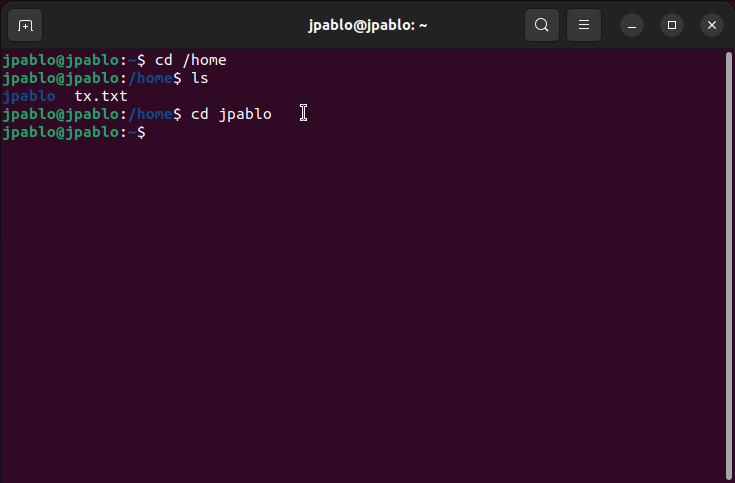 jpablo@jpablo: ~
jpablo@jpablo:~$ cd /home
jpablo@jpablo:/home$ ls
jpablo  tx.txt
jpablo@jpablo:/home$ cd jpablo
jpablo@jpablo:~$